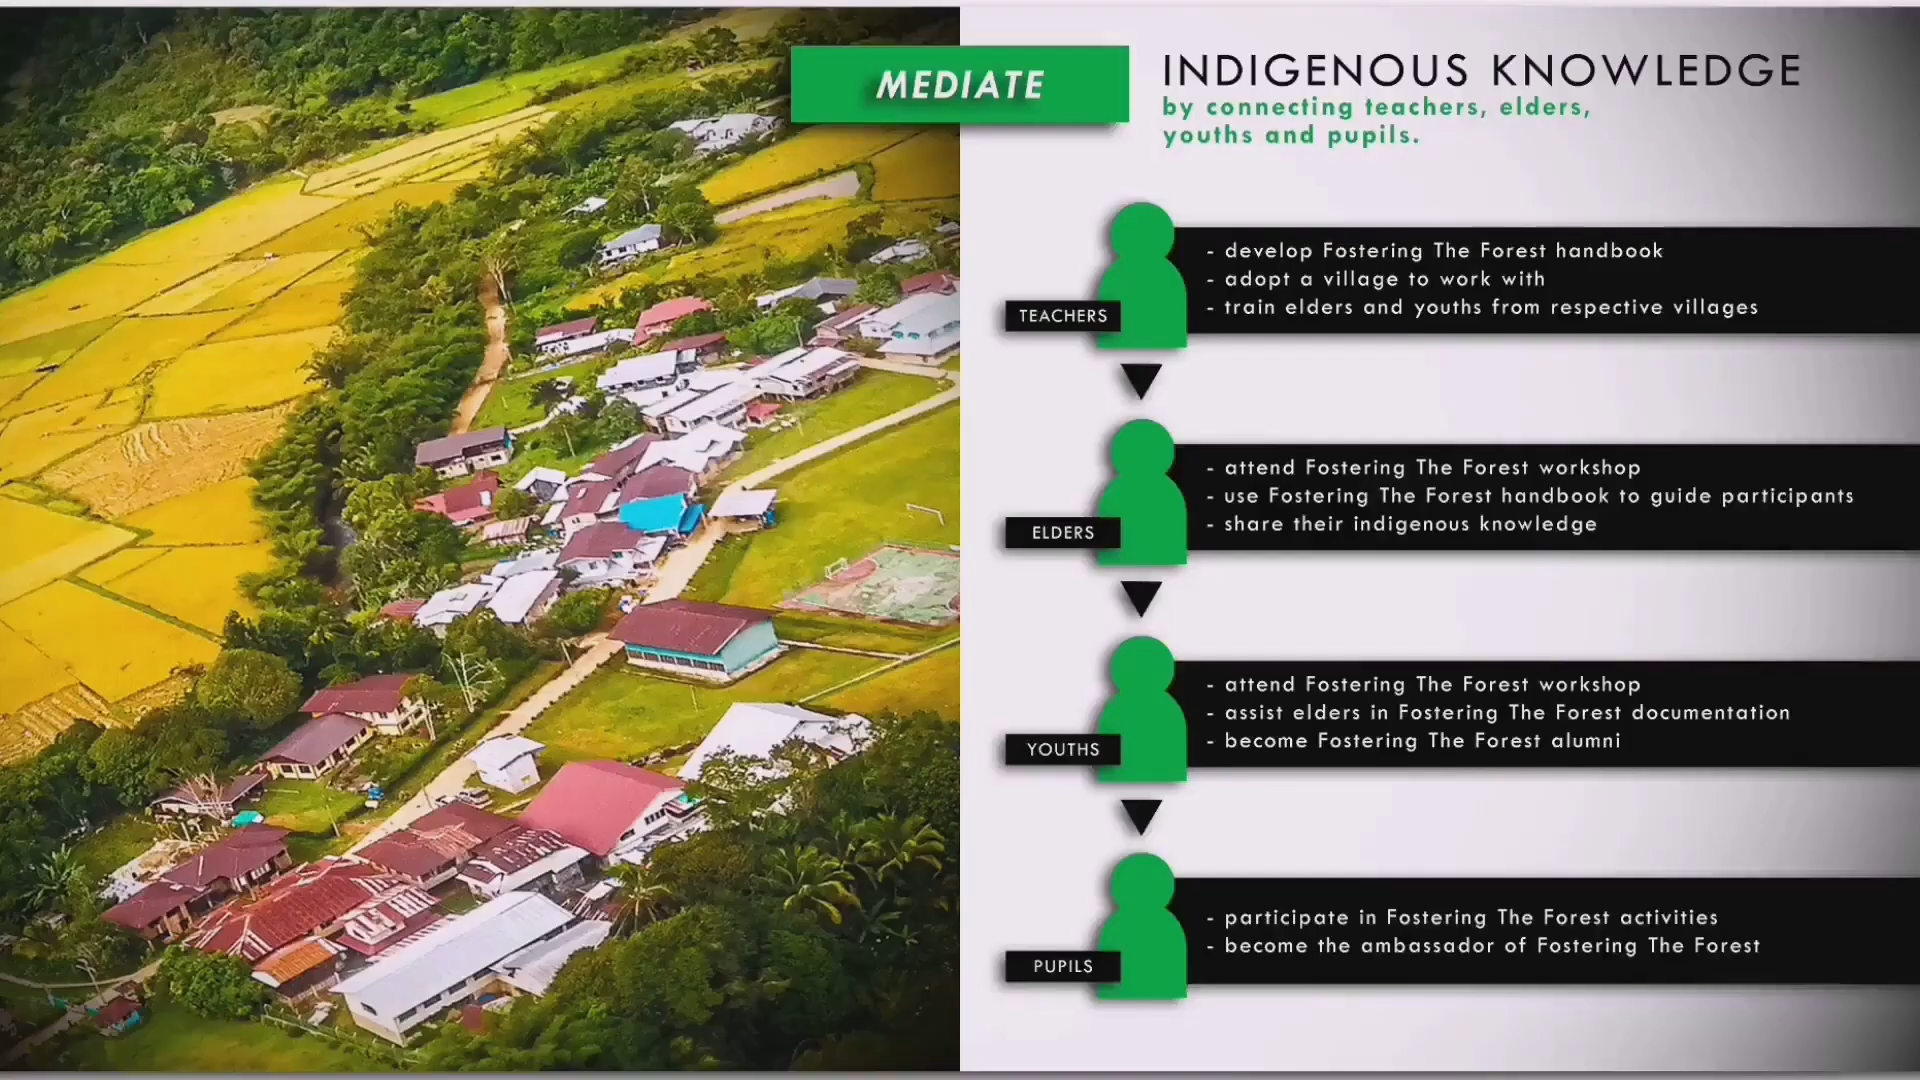 MEDIATE
INDIGENOUS KNOWLEDGE
by connecting teachers, elders,
youths and pupils.
TEACHERS
- develop Fostering The Forest handbook
- adopt a village to work with
- train elders and youths from respective villages
ELDERS
- attend Fostering The Forest workshop
- use Fostering The Forest handbook to guide participants
- share their indigenous knowledge
YOUTHS
- attend Fostering The Forest workshop
- assist elders in Fostering The Forest documentation
- become Fostering The Forest alumni
PUPILS
- participate in Fostering The Forest activities
- become the ambassador of Fostering The Forest